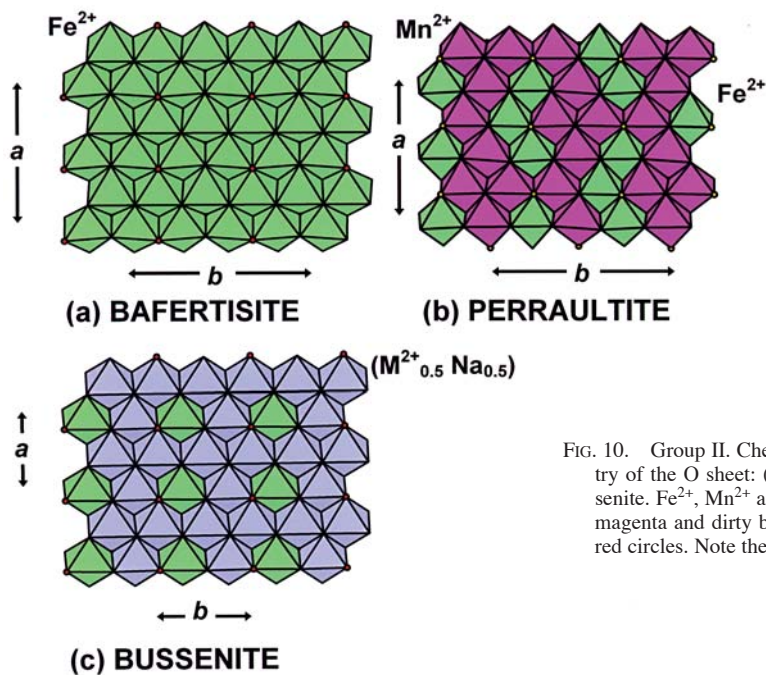 Fe²⁺
a
b
(a) BAFERTISITE
Mn²⁺
Fe²⁺
a
b
(b) PERRAULTITE
(M²⁺₀.₅ Na₀.₅)
a
b
(c) BUSSENITE
FIG. 10. Group II. Che
try of the O sheet: (
senite. Fe²⁺, Mn²⁺ a
magenta and dirty b
red circles. Note the